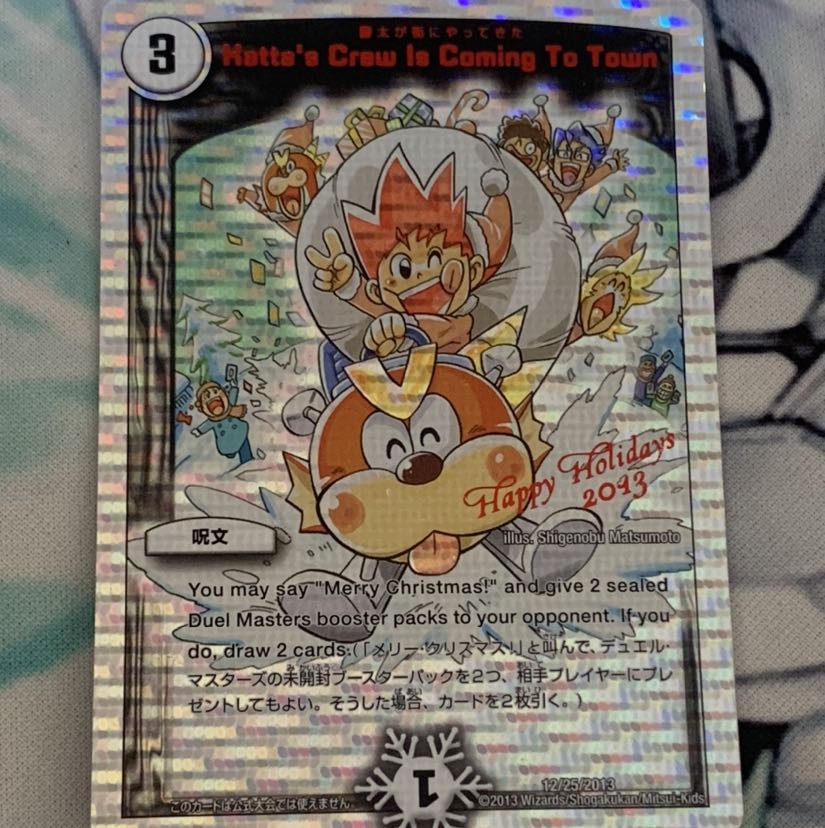 3
勝太が街にやってきた
Katta's Crew Is Coming To Town
Happy Holidays
2013
呪文
illus. Shigenobu Matsumoto
You may say "Merry Christmas!" and give 2 sealed
Duel Masters booster packs to your opponent. If you
do, draw 2 cards.(「メリー・クリスマス!」と叫んで、デュエル・
マスターズの未開封ブースターパックを2つ、相手プレイヤーにプレ
ゼントしてもよい。そうした場合、カードを2枚引く。)
1
12/25/2013
このカードは公式大会では使えません
©2013 Wizards/Shogakukan/Mitsui-Kids